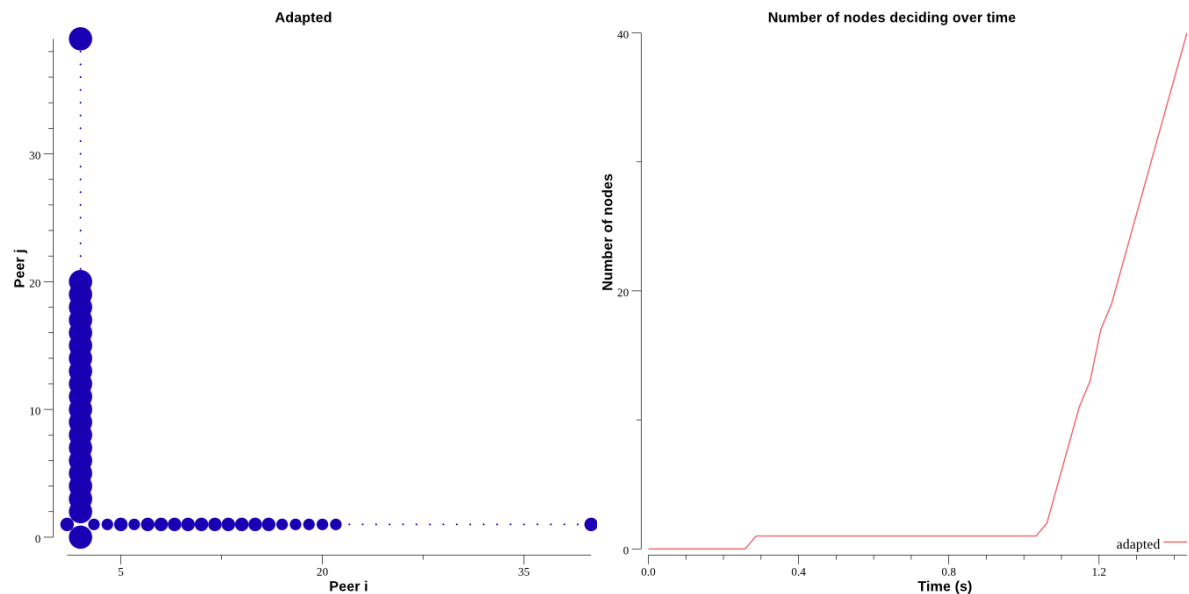 Adapted
Peer j
30
20
10
0
5
20
35
Peer i
Number of nodes deciding over time
Number of nodes
40
20
0
0.0
0.4
0.8
1.2
Time (s)
adapted